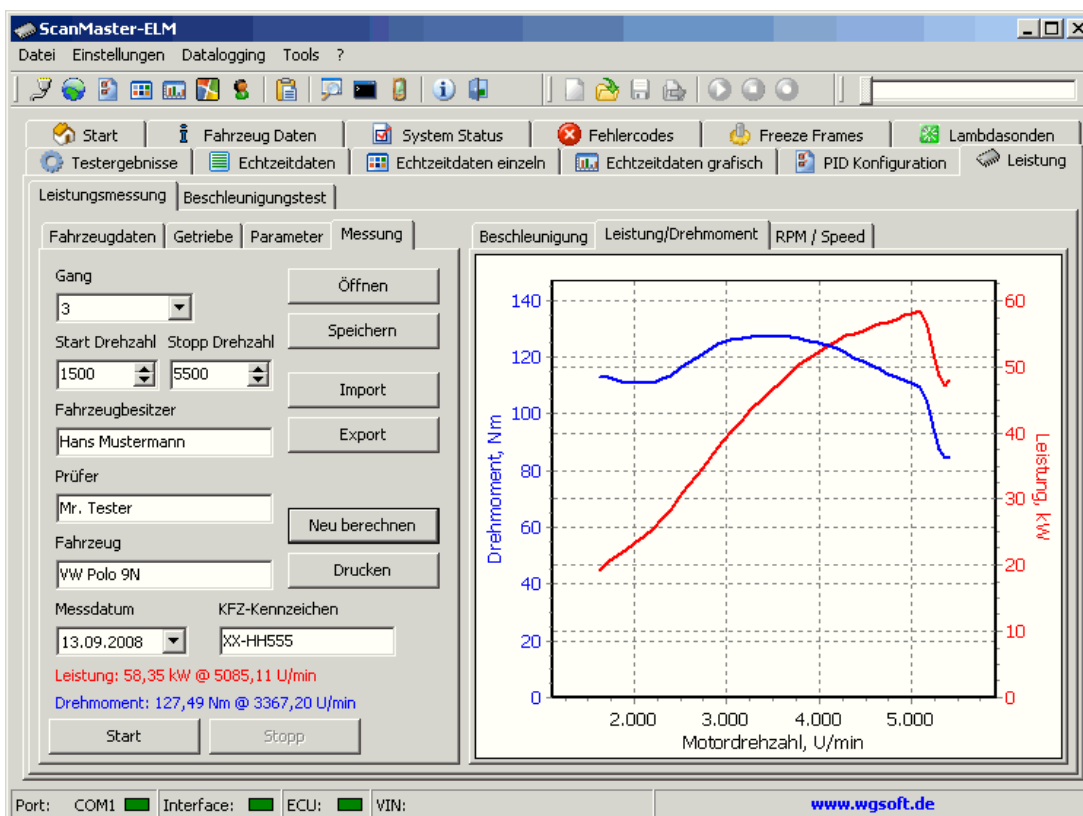 ScanMaster-ELM
Datei Einstellungen Datalogging Tools ?
Start Fahrzeug Daten System Status Fehlercodes Freeze Frames Lambdasonden
Testergebnisse Echtzeitdaten Echtzeitdaten einzeln Echtzeitdaten grafisch PID Konfiguration Leistung
Leistungsmessung Beschleunigungstest
Fahrzeugdaten Getriebe Parameter Messung
Gang
3
Start Drehzahl Stopp Drehzahl
1500 5500
Fahrzeugbesitzer
Hans Mustermann
Prüfer
Mr. Tester
Fahrzeug
VW Polo 9N
Messdatum KFZ-Kennzeichen
13.09.2008 XX-HH555
Leistung: 58,35 kW @ 5085,11 U/min
Drehmoment: 127,49 Nm @ 3367,20 U/min
Start Stopp
Öffnen
Speichern
Import
Export
Neu berechnen
Drucken
Beschleunigung Leistung/Drehmoment RPM / Speed
Drehmoment, Nm
140
120
100
80
60
40
20
0
60
50
40
30
20
10
0
Leistung, kW
2.000 3.000 4.000 5.000
Motordrehzahl, U/min
Port: COM1 Interface: ECU: VIN: www.wgsoft.de